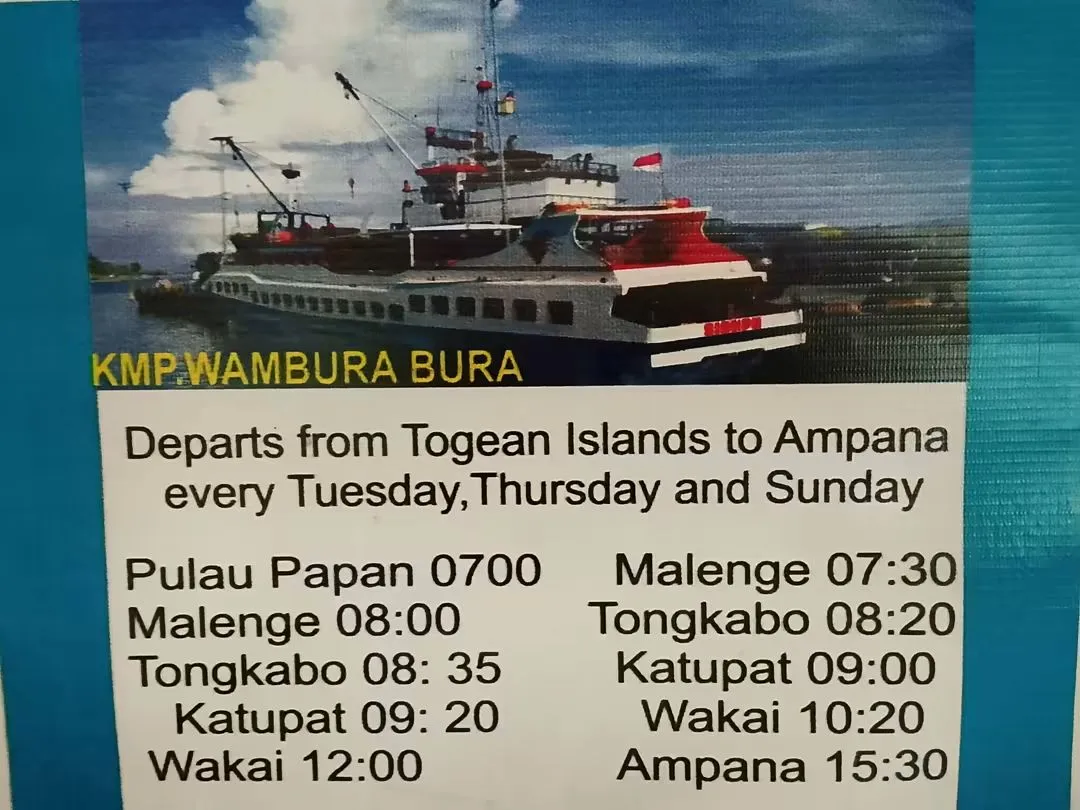 KMP.WAMBURA BURA
Departs from Togean Islands to Ampana
every Tuesday,Thursday and Sunday
Pulau Papan 0700 Malenge 07:30
Malenge 08:00 Tongkabo 08:20
Tongkabo 08: 35 Katupat 09:00
Katupat 09: 20 Wakai 10:20
Wakai 12:00 Ampana 15:30